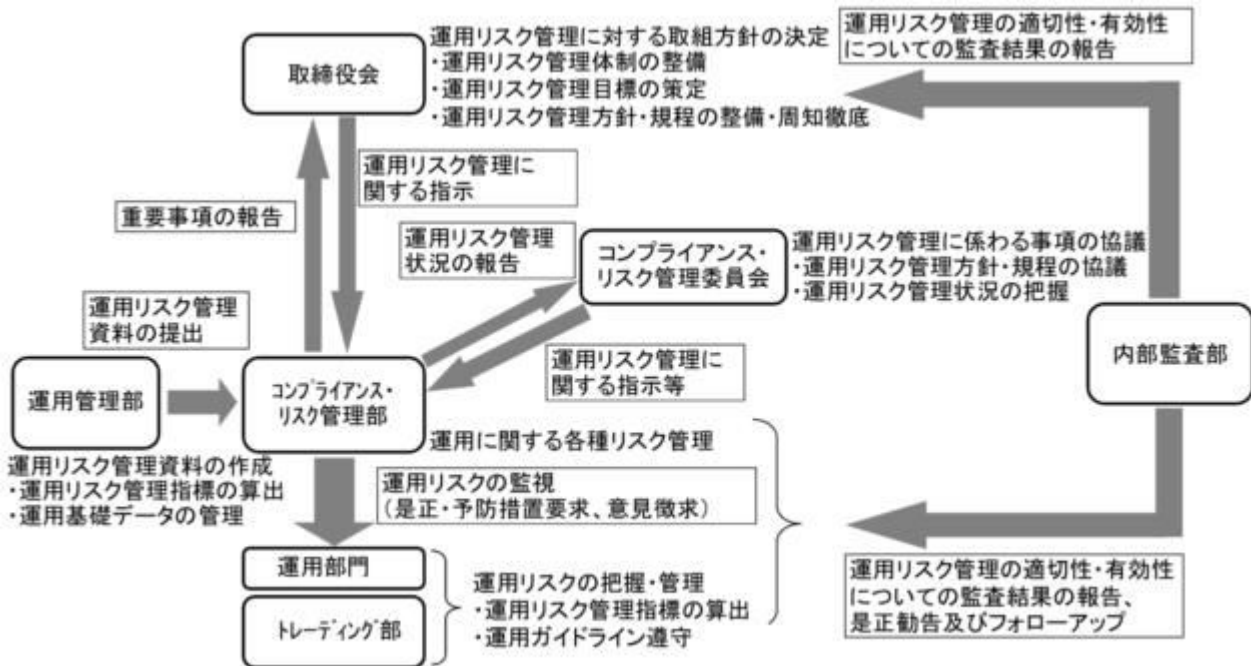 運用リスク管理に対する取組方針の決定
・運用リスク管理体制の整備
・運用リスク管理目標の策定
・運用リスク管理方針・規程の整備・周知徹底
取締役会
運用リスク管理の適切性・有効性
についての監査結果の報告
運用リスク管理に
関する指示
重要事項の報告
運用リスク管理
状況の報告
コンプライアンス・
リスク管理委員会
運用リスク管理に係わる事項の協議
・運用リスク管理方針・規程の協議
・運用リスク管理状況の把握
運用リスク管理
資料の提出
内部監査部
運用リスク管理に
関する指示等
運用管理部
コンプライアンス・
リスク管理部
運用に関する各種リスク管理
運用リスク管理資料の作成
・運用リスク管理指標の算出
・運用基礎データの管理
運用リスクの監視
(是正・予防措置要求、意見徴求)
運用部門
トレーディング部
運用リスクの把握・管理
・運用リスク管理指標の算出
・運用ガイドライン遵守
運用リスク管理の適切性・有効性
についての監査結果の報告、
是正勧告及びフォローアップ